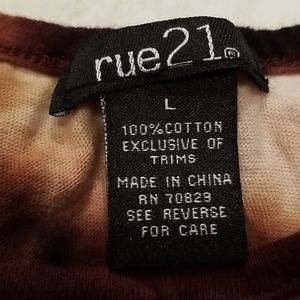 rue21®
L
100%COTTON
EXCLUSIVE OF
TRIMS
MADE IN CHINA
RN 70829
SEE REVERSE
FOR CARE